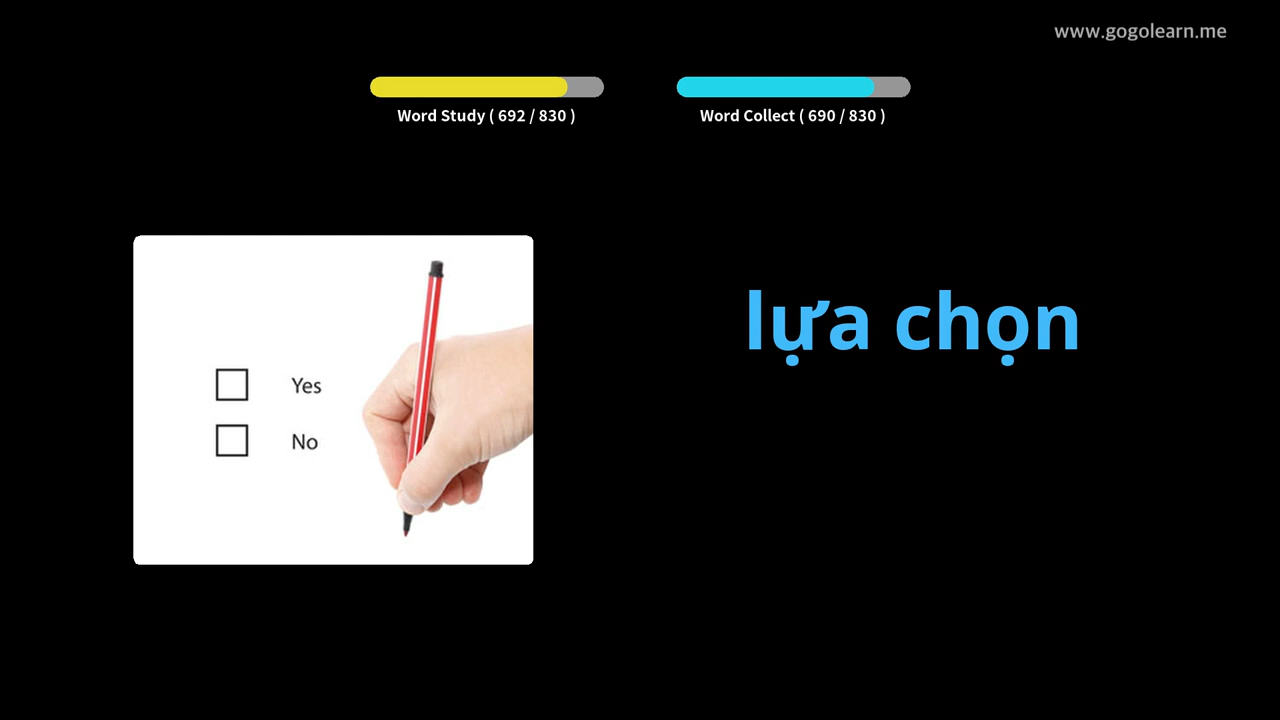 www.gogolearn.me
Word Study ( 692 / 830 )
Word Collect ( 690 / 830 )
Yes
No
lựa chọn